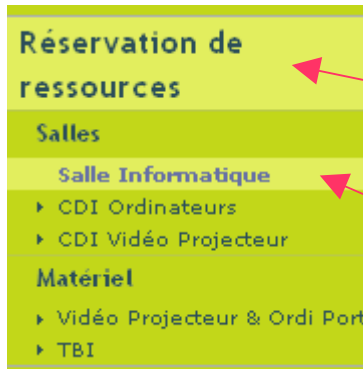 Réservation de
ressources
Salles
Salle Informatique
CDI Ordinateurs
CDI Vidéo Projecteur
Matériel
Vidéo Projecteur & Ordi Port
TBI